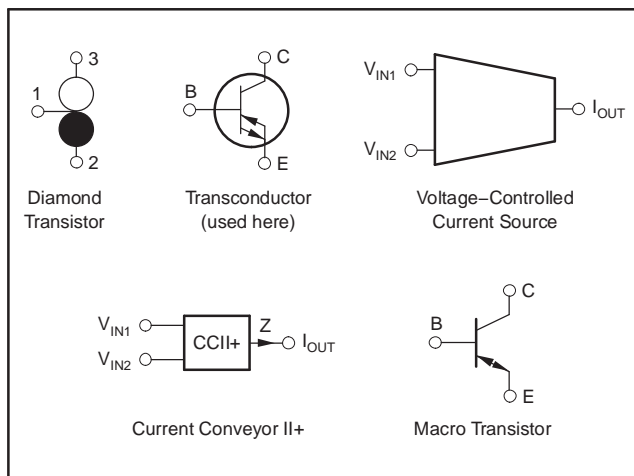 3
1
2
Diamond
Transistor
C
B
E
Transconductor
(used here)
VIN1
VIN2
IOUT
Voltage−Controlled
Current Source
VIN1
VIN2
CCII+
Z
IOUT
Current Conveyor II+
C
B
E
Macro Transistor